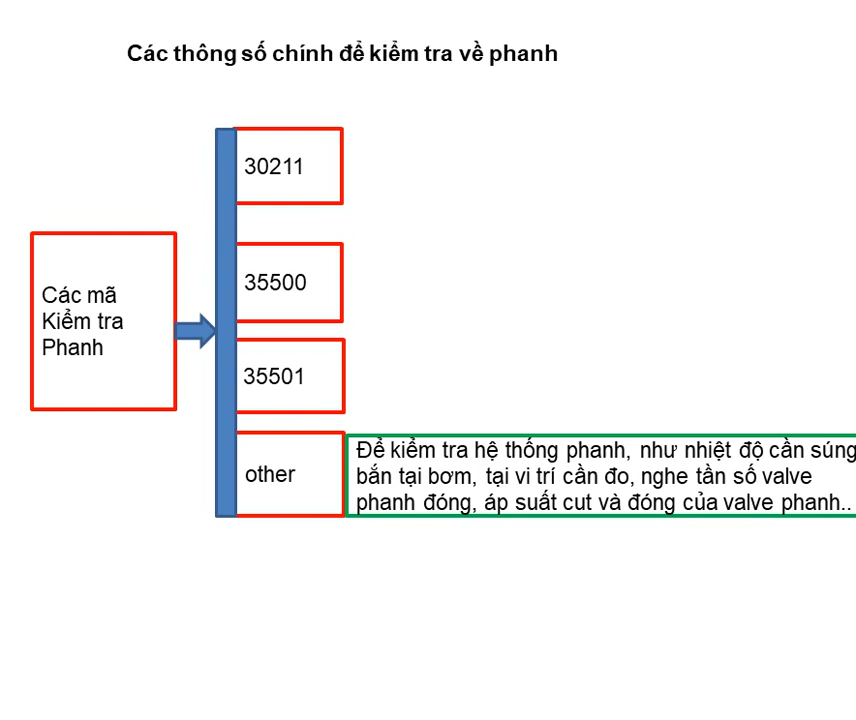 Các thông số chính để kiểm tra về phanh
30211
35500
Các mã
Kiểm tra
Phanh
35501
other
Để kiểm tra hệ thống phanh, như nhiệt độ cần súng
bắn tại bơm, tại vi trí cần đo, nghe tần số valve
phanh đóng, áp suất cut và đóng của valve phanh..